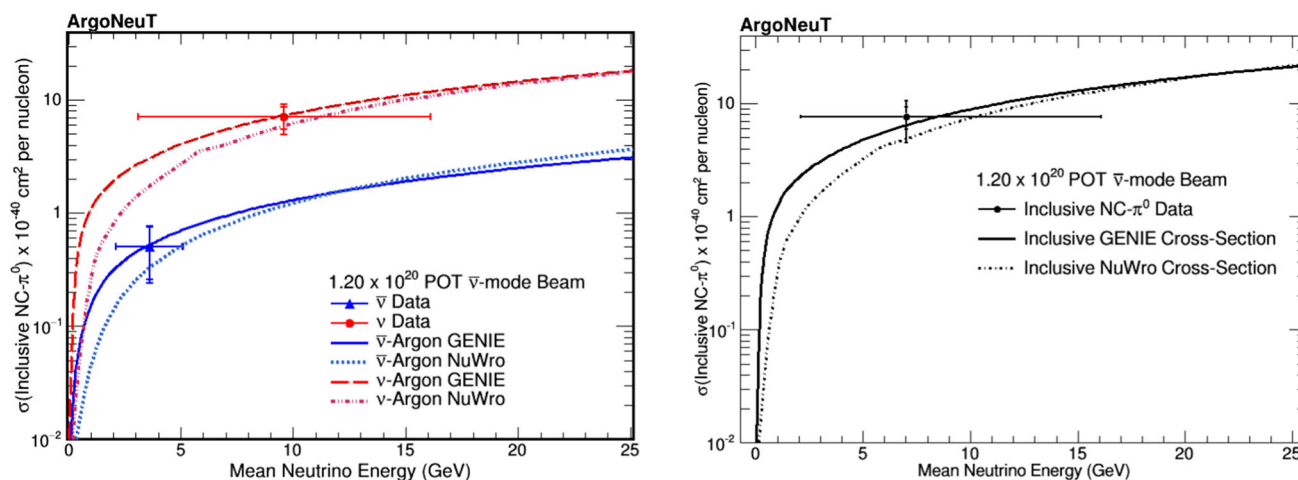 ArgoNeuT
σ(Inclusive NC-π⁰) x 10⁻⁴⁰ cm² per nucleon)
10
1
10⁻¹
10⁻²
1.20 x 10²⁰ POT ν̅-mode Beam
ν̅ Data
ν Data
ν̅-Argon GENIE
ν̅-Argon NuWro
ν-Argon GENIE
ν-Argon NuWro
0 5 10 15 20 25
Mean Neutrino Energy (GeV)
ArgoNeuT
σ(Inclusive NC-π⁰) x 10⁻⁴⁰ cm² per nucleon)
10
1
10⁻¹
10⁻²
1.20 x 10²⁰ POT ν̅-mode Beam
Inclusive NC-π⁰ Data
Inclusive GENIE Cross-Section
Inclusive NuWro Cross-Section
0 5 10 15 20 25
Mean Neutrino Energy (GeV)